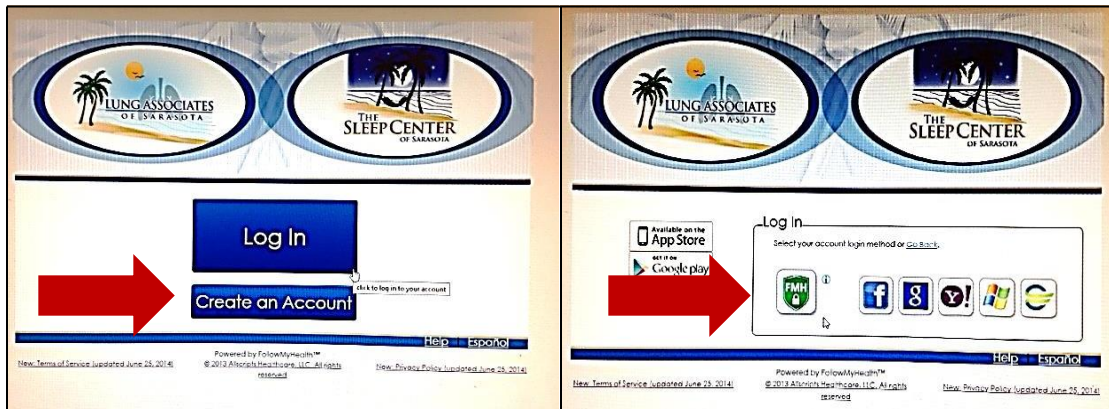 LUNG ASSOCIATES
OF SARASOTA
THE
SLEEP CENTER
OF SARASOTA
Log In
click to log in to your account
Create an Account
Help Español
Powered by FollowMyHealth™
New: Terms of Service (updated June 25, 2014)
© 2013 Allscripts Healthcare, LLC. All rights
reserved
New: Privacy Policy (updated June 25, 2014)
LUNG ASSOCIATES
OF SARASOTA
THE
SLEEP CENTER
OF SARASOTA
Available on the
App Store
GET IT ON
Google play
Log In
Select your account login method or Go Back.
FMH
i
f
8
Y!
Help Español
Powered by FollowMyHealth™
New: Terms of Service (updated June 25, 2014)
© 2013 Allscripts Healthcare, LLC. All rights
reserved
New: Privacy Policy (updated June 25, 2014)